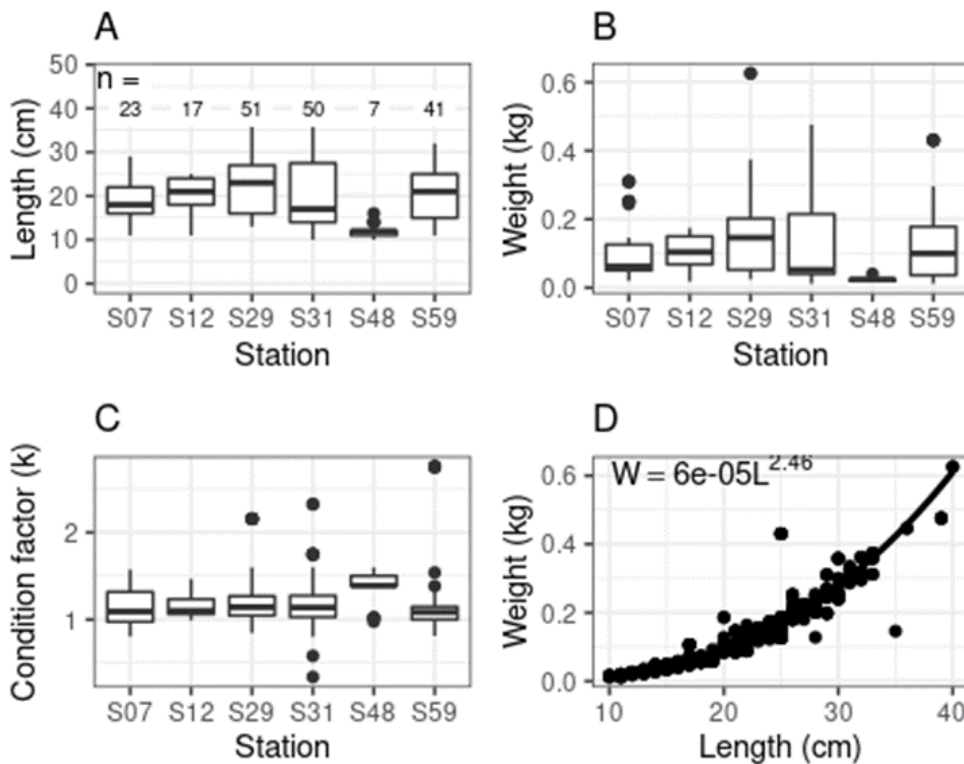 A
n =
23 17 51 50 7 41
50
40
30
20
10
0
Length (cm)
S07 S12 S29 S31 S48 S59
Station
B
0.6
0.4
0.2
0.0
Weight (kg)
S07 S12 S29 S31 S48 S59
Station
C
2
1
Condition factor (k)
S07 S12 S29 S31 S48 S59
Station
D
W = 6e-05L^2.46
0.6
0.4
0.2
0.0
Weight (kg)
10 20 30 40
Length (cm)